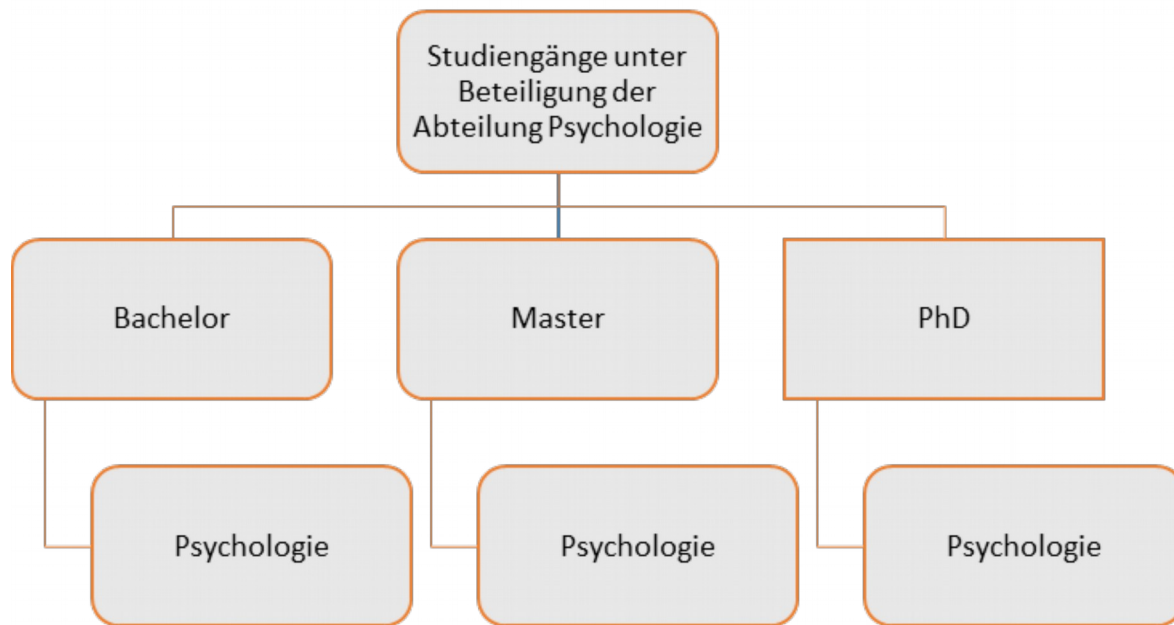 Studiengänge unter
Beteiligung der
Abteilung Psychologie
Bachelor
Master
PhD
Psychologie
Psychologie
Psychologie